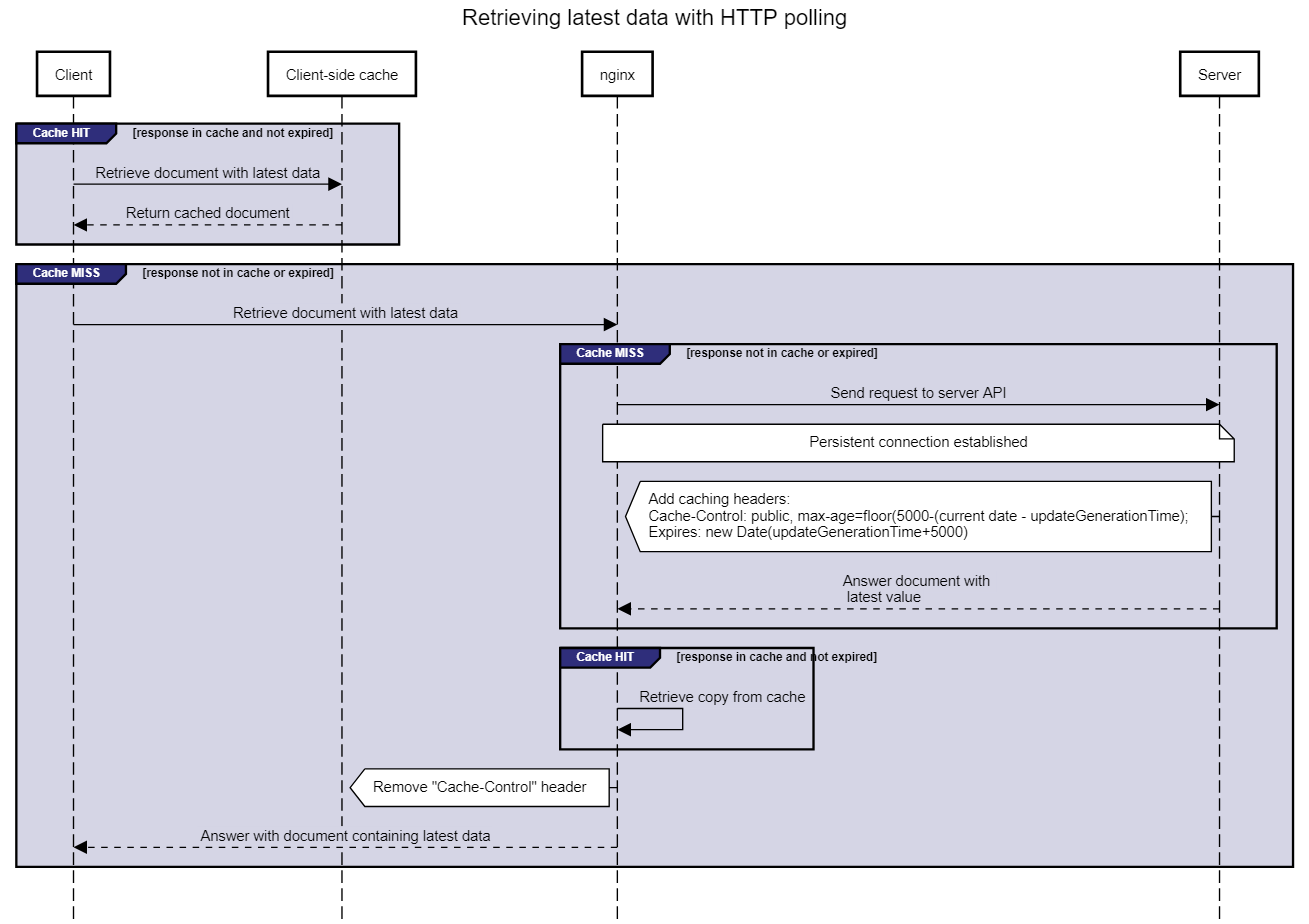 Retrieving latest data with HTTP polling
Client
Client-side cache
nginx
Server
Cache HIT
[response in cache and not expired]
Retrieve document with latest data
Return cached document
Cache MISS
[response not in cache or expired]
Retrieve document with latest data
Cache MISS
[response not in cache or expired]
Send request to server API
Persistent connection established
Add caching headers:
Cache-Control: public, max-age=floor(5000-(current date - updateGenerationTime);
Expires: new Date(updateGenerationTime+5000)
Answer document with
latest value
Cache HIT
[response in cache and not expired]
Retrieve copy from cache
Remove "Cache-Control" header
Answer with document containing latest data